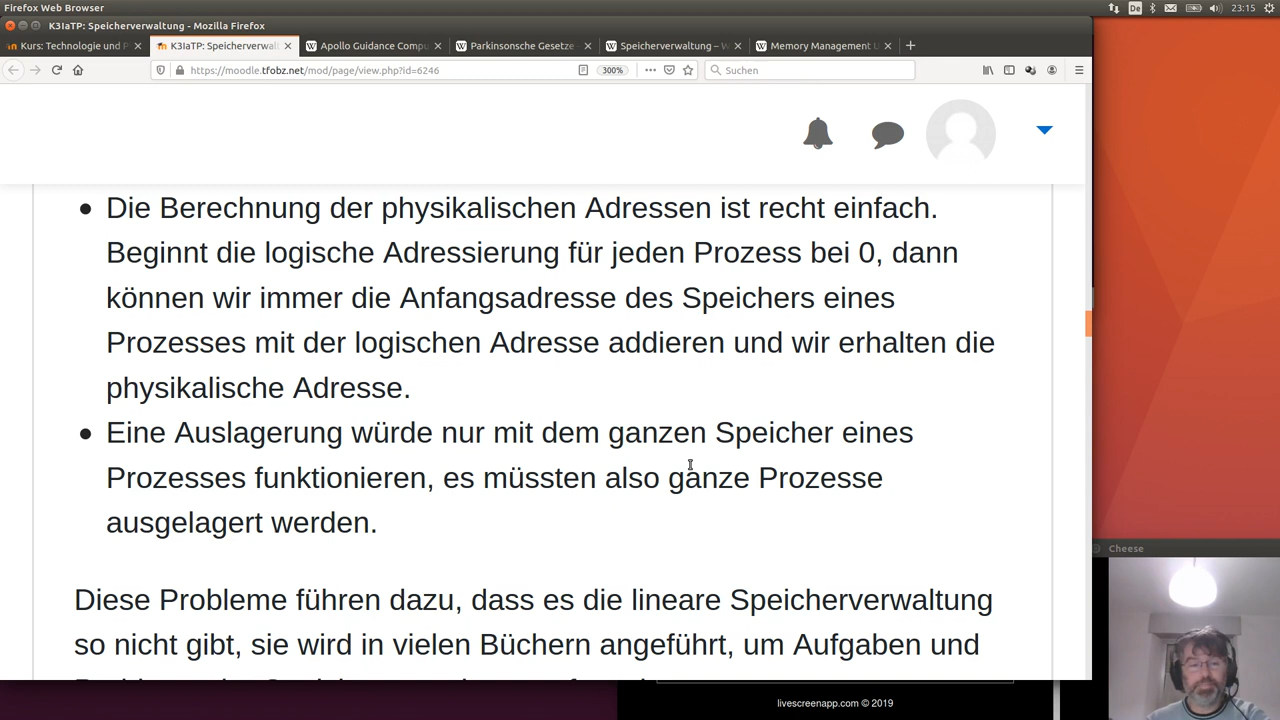 Firefox Web Browser
De
23:15
K3IaTP: Speicherverwaltung - Mozilla Firefox
Kurs: Technologie und P
K3IaTP: Speicherverwal
Apollo Guidance Compu
Parkinsonsche Gesetze
Speicherverwaltung – W
Memory Management U
https://moodle.tfobz.net/mod/page/view.php?id=6246
300%
Suchen
• Die Berechnung der physikalischen Adressen ist recht einfach.
Beginnt die logische Adressierung für jeden Prozess bei 0, dann
können wir immer die Anfangsadresse des Speichers eines
Prozesses mit der logischen Adresse addieren und wir erhalten die
physikalische Adresse.
• Eine Auslagerung würde nur mit dem ganzen Speicher eines
Prozesses funktionieren, es müssten also ganze Prozesse
ausgelagert werden.
Diese Probleme führen dazu, dass es die lineare Speicherverwaltung
so nicht gibt, sie wird in vielen Büchern angeführt, um Aufgaben und
Cheese
livescreenapp.com © 2019